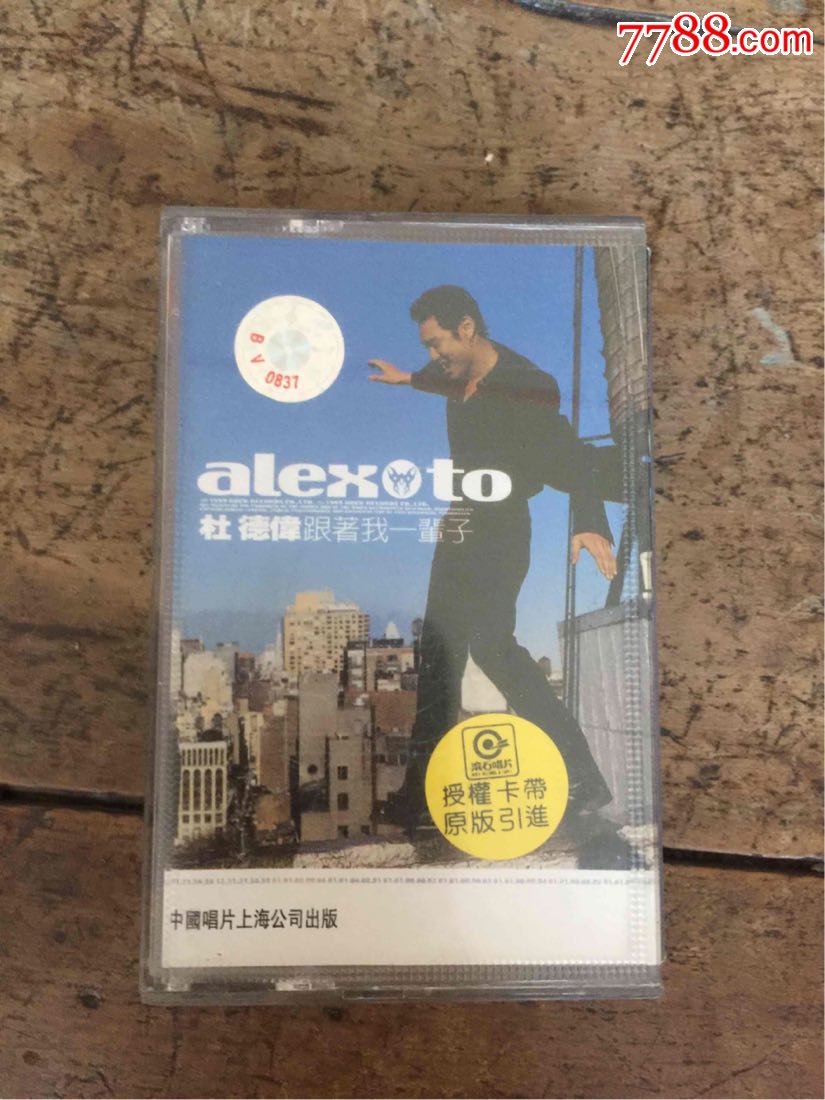 7788.com
BV 0837
alex to
杜德偉跟著我一輩子
滾石唱片
授權卡帶
原版引進
中國唱片上海公司出版